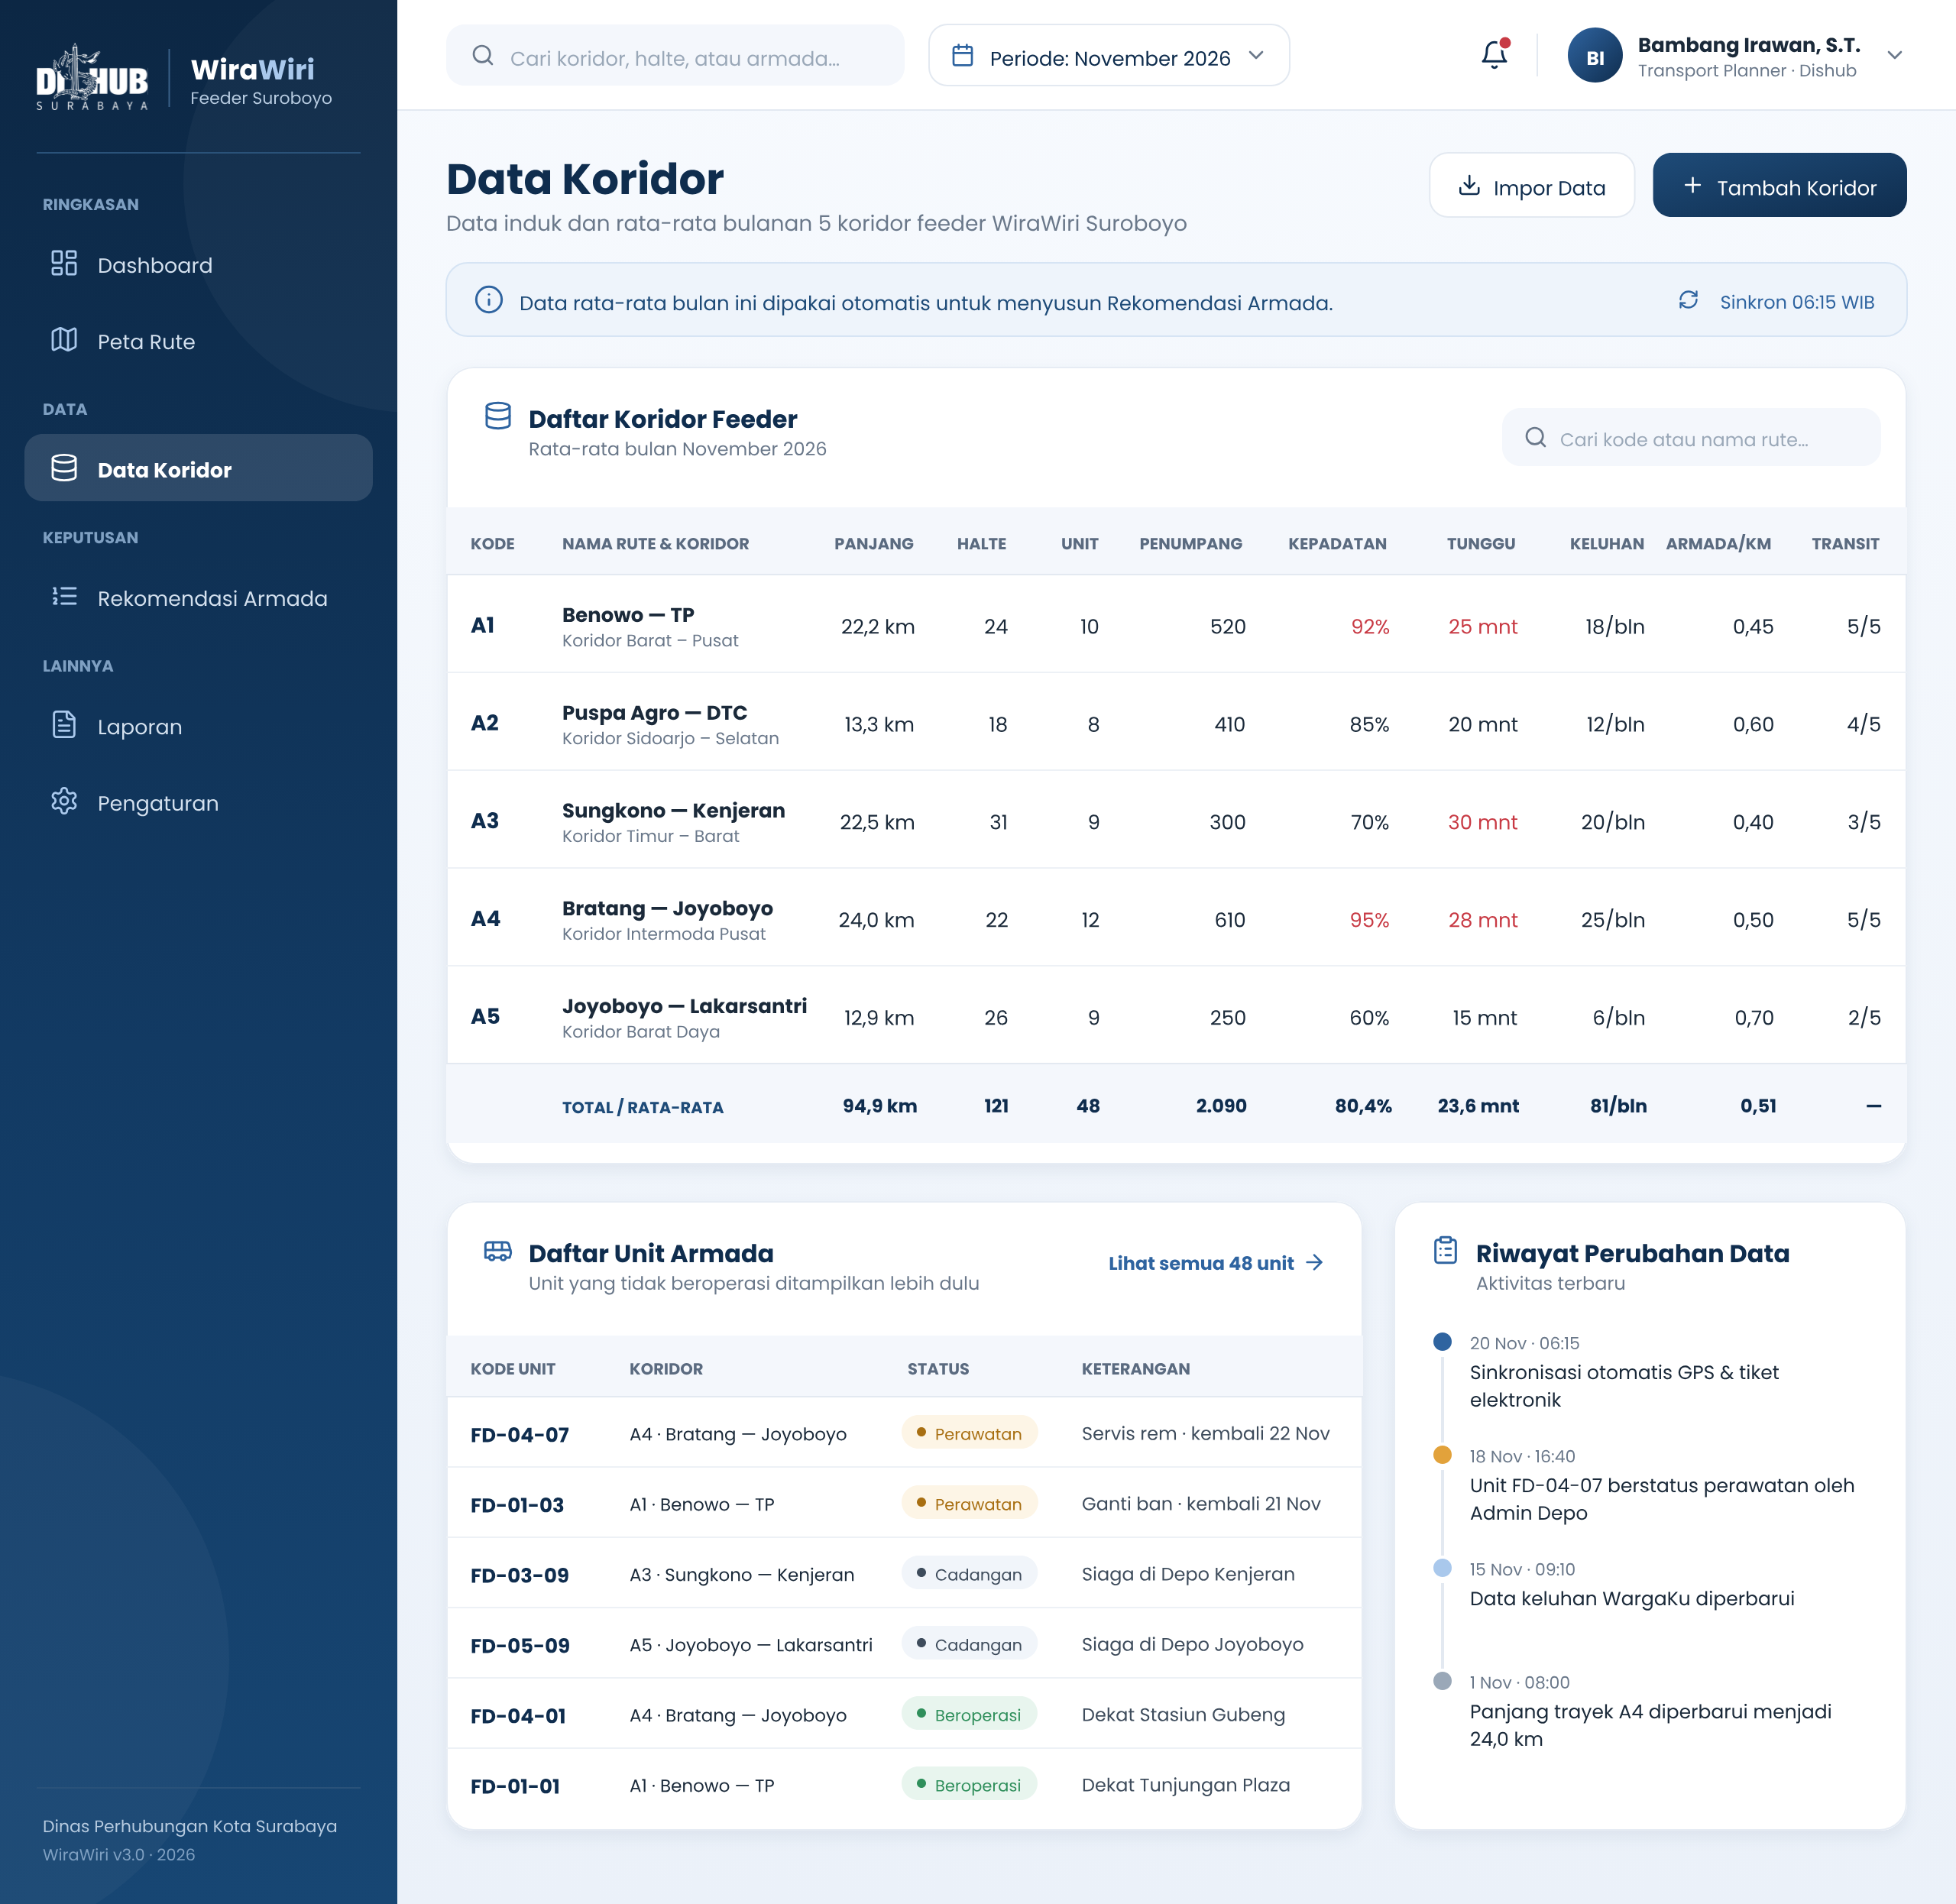 DISHUB
SURABAYA
WiraWiri
Feeder Suroboyo
RINGKASAN
Dashboard
Peta Rute
DATA
Data Koridor
KEPUTUSAN
Rekomendasi Armada
LAINNYA
Laporan
Pengaturan
Dinas Perhubungan Kota Surabaya
WiraWiri v3.0 · 2026
Cari koridor, halte, atau armada...
Periode: November 2026
BI
Bambang Irawan, S.T.
Transport Planner · Dishub
Data Koridor
Data induk dan rata-rata bulanan 5 koridor feeder WiraWiri Suroboyo
Impor Data
Tambah Koridor
Data rata-rata bulan ini dipakai otomatis untuk menyusun Rekomendasi Armada.
Sinkron 06:15 WIB
Daftar Koridor Feeder
Rata-rata bulan November 2026
Cari kode atau nama rute...
KODE NAMA RUTE & KORIDOR PANJANG HALTE UNIT PENUMPANG KEPADATAN TUNGGU KELUHAN ARMADA/KM TRANSIT
A1 Benowo — TP 22,2 km 24 10 520 92% 25 mnt 18/bln 0,45 5/5
Koridor Barat – Pusat
A2 Puspa Agro — DTC 13,3 km 18 8 410 85% 20 mnt 12/bln 0,60 4/5
Koridor Sidoarjo – Selatan
A3 Sungkono — Kenjeran 22,5 km 31 9 300 70% 30 mnt 20/bln 0,40 3/5
Koridor Timur – Barat
A4 Bratang — Joyoboyo 24,0 km 22 12 610 95% 28 mnt 25/bln 0,50 5/5
Koridor Intermoda Pusat
A5 Joyoboyo — Lakarsantri 12,9 km 26 9 250 60% 15 mnt 6/bln 0,70 2/5
Koridor Barat Daya
TOTAL / RATA-RATA 94,9 km 121 48 2.090 80,4% 23,6 mnt 81/bln 0,51 —
Daftar Unit Armada
Unit yang tidak beroperasi ditampilkan lebih dulu
Lihat semua 48 unit →
KODE UNIT KORIDOR STATUS KETERANGAN
FD-04-07 A4 · Bratang — Joyoboyo Perawatan Servis rem · kembali 22 Nov
FD-01-03 A1 · Benowo — TP Perawatan Ganti ban · kembali 21 Nov
FD-03-09 A3 · Sungkono — Kenjeran Cadangan Siaga di Depo Kenjeran
FD-05-09 A5 · Joyoboyo — Lakarsantri Cadangan Siaga di Depo Joyoboyo
FD-04-01 A4 · Bratang — Joyoboyo Beroperasi Dekat Stasiun Gubeng
FD-01-01 A1 · Benowo — TP Beroperasi Dekat Tunjungan Plaza
Riwayat Perubahan Data
Aktivitas terbaru
20 Nov · 06:15
Sinkronisasi otomatis GPS & tiket
elektronik
18 Nov · 16:40
Unit FD-04-07 berstatus perawatan oleh
Admin Depo
15 Nov · 09:10
Data keluhan WargaKu diperbarui
1 Nov · 08:00
Panjang trayek A4 diperbarui menjadi
24,0 km